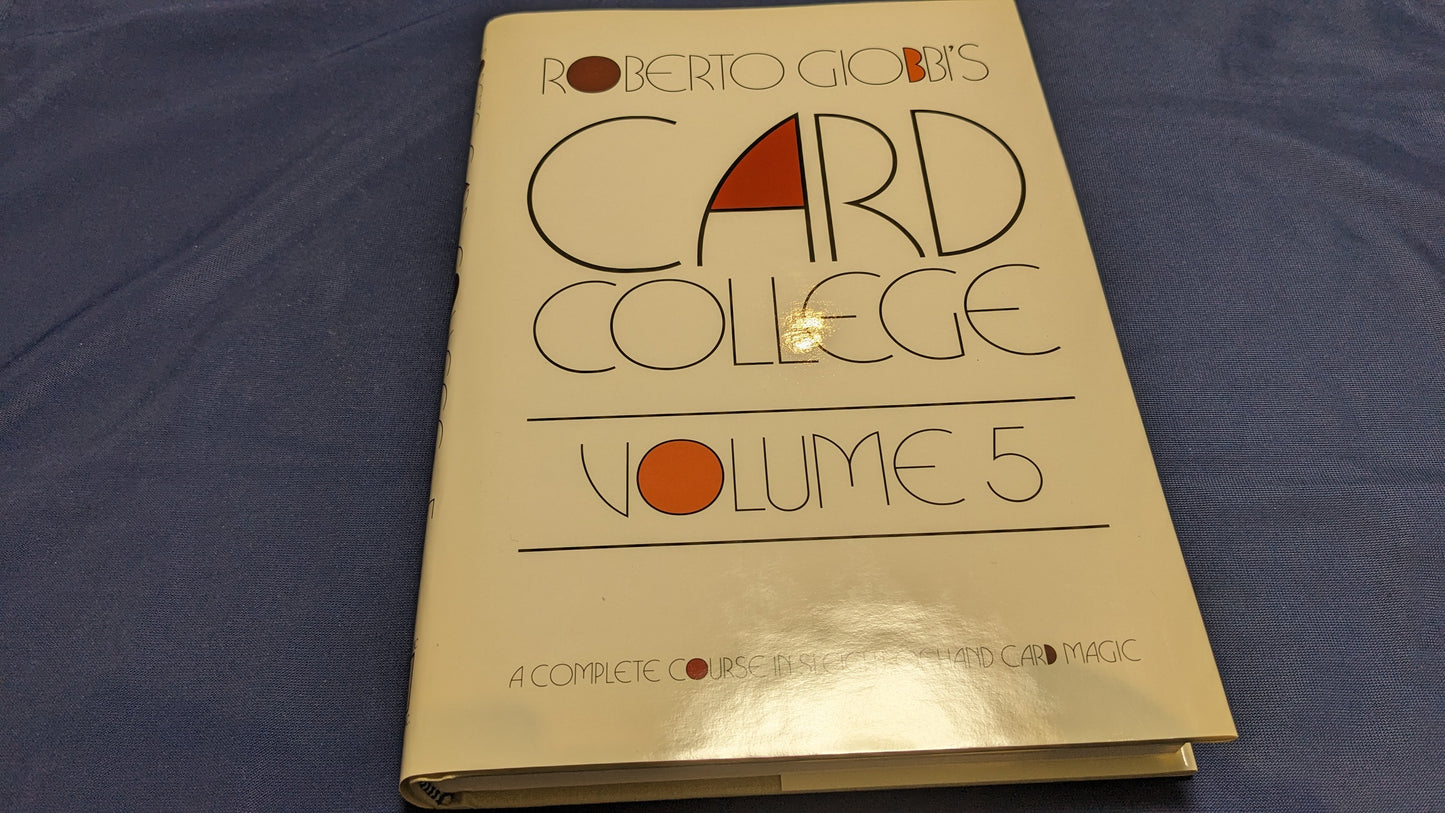 ROBERTO GIOBBI'S
CARD
COLLEGE
VOLUME 5
A COMPLETE COURSE IN SLEIGHT OF HAND CARD MAGIC